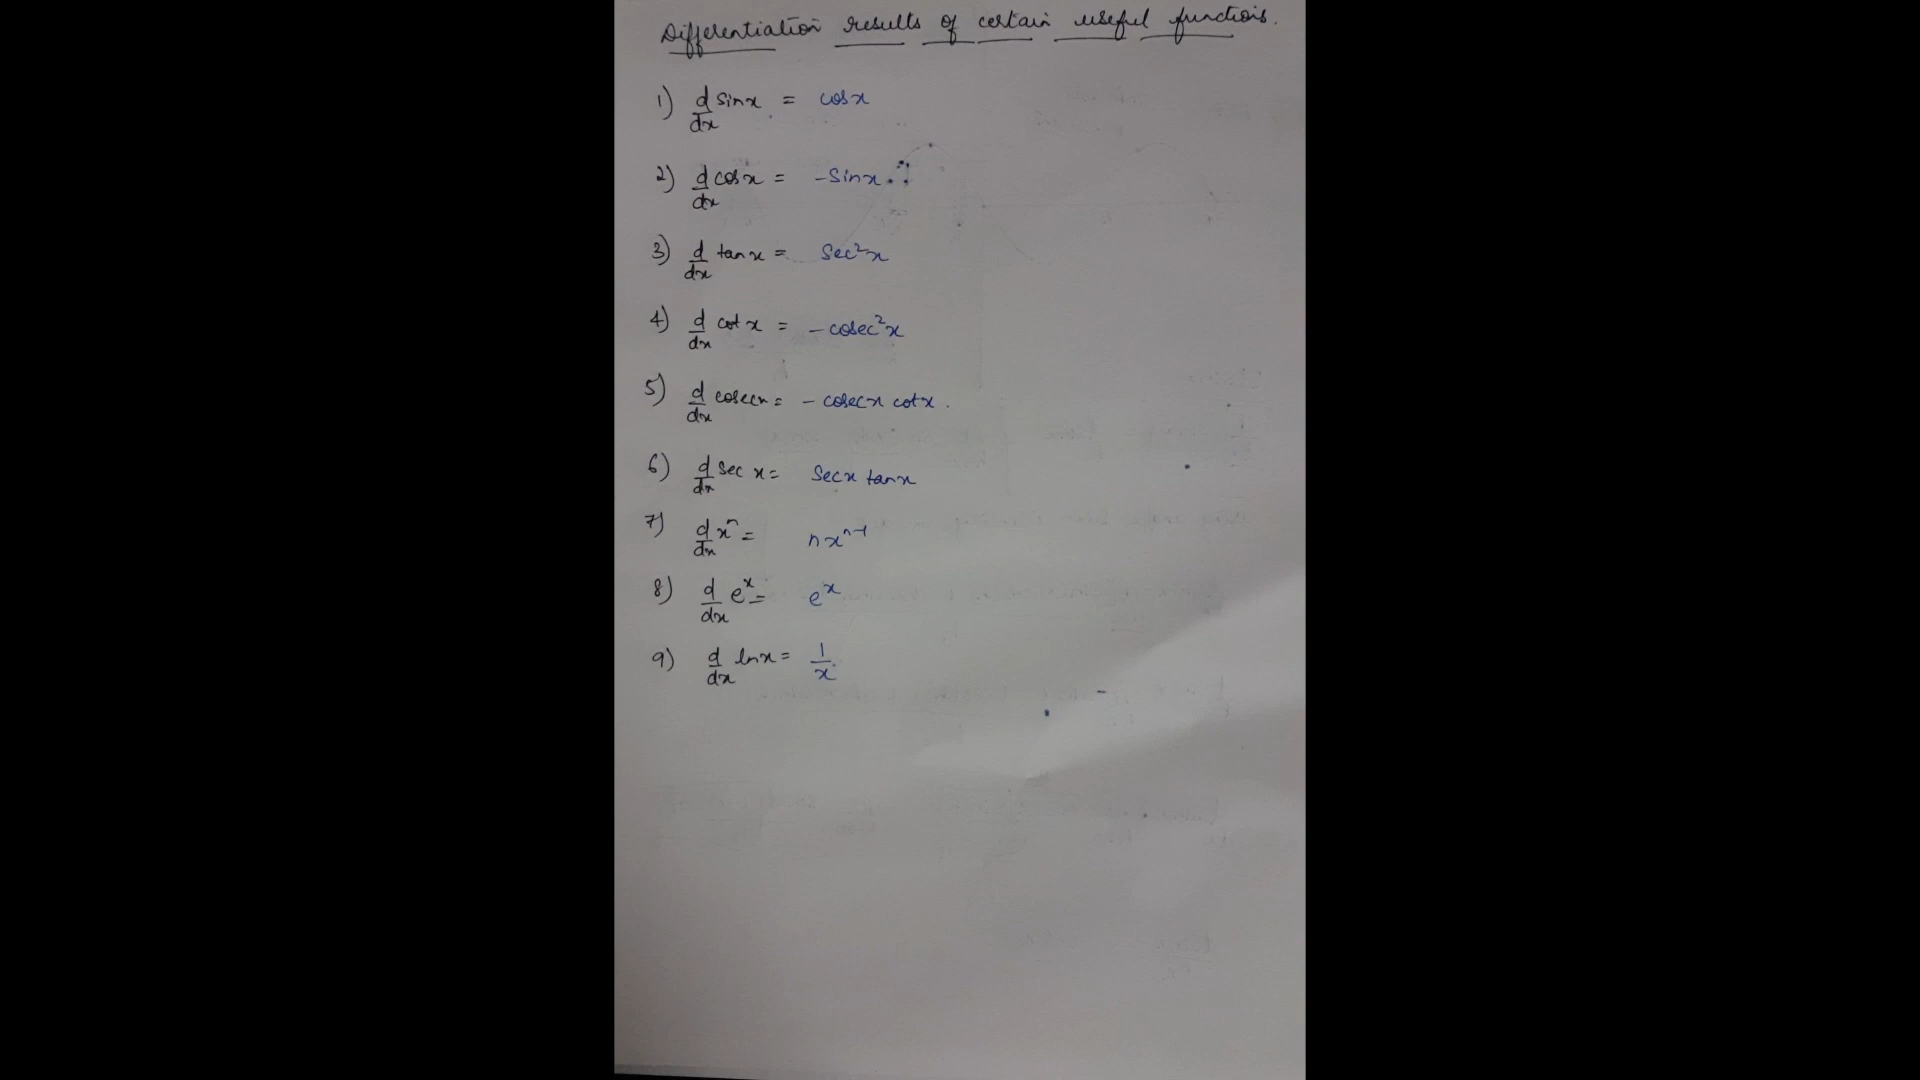 Differentiation results of certain useful functions.
1) d/dx sinx = cosx
2) d/dx cosx = -sinx
3) d/dx tanx = sec²x
4) d/dx cotx = -cosec²x
5) d/dx cosecx = - cosecx cotx.
6) d/dx sec x = secx tanx
7) d/dx xⁿ = nxⁿ⁻¹
8) d/dx eˣ = eˣ
9) d/dx lnx = 1/x